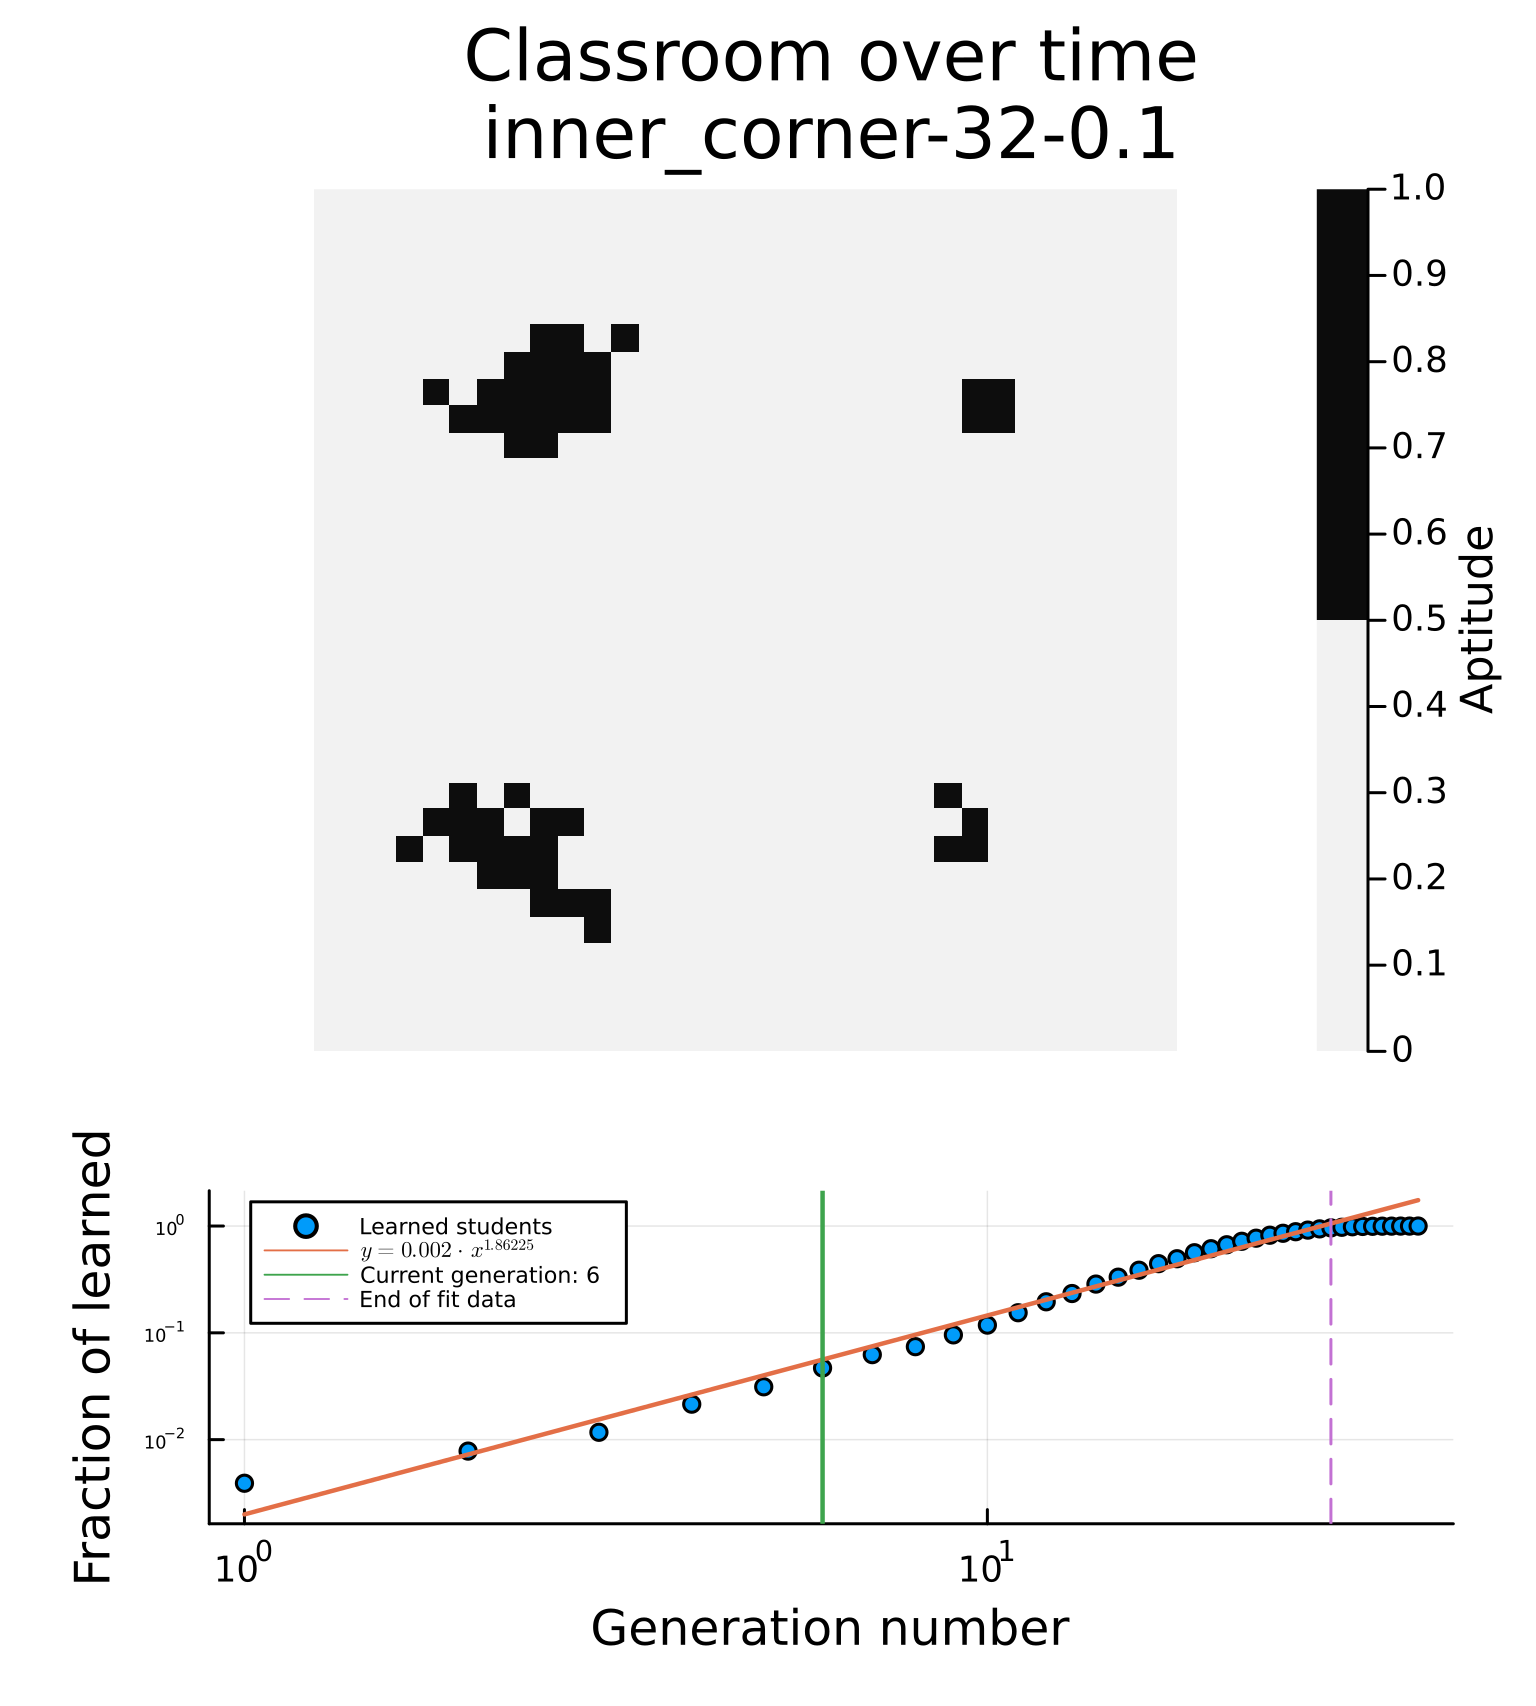 Classroom over time
inner_corner-32-0.1
1.0
0.9
0.8
0.7
0.6
0.5
0.4
0.3
0.2
0.1
0
Aptitude
Fraction of learned
10⁰
10⁻¹
10⁻²
Learned students
y = 0.002 · x^1.86225
Current generation: 6
End of fit data
10⁰
10¹
Generation number